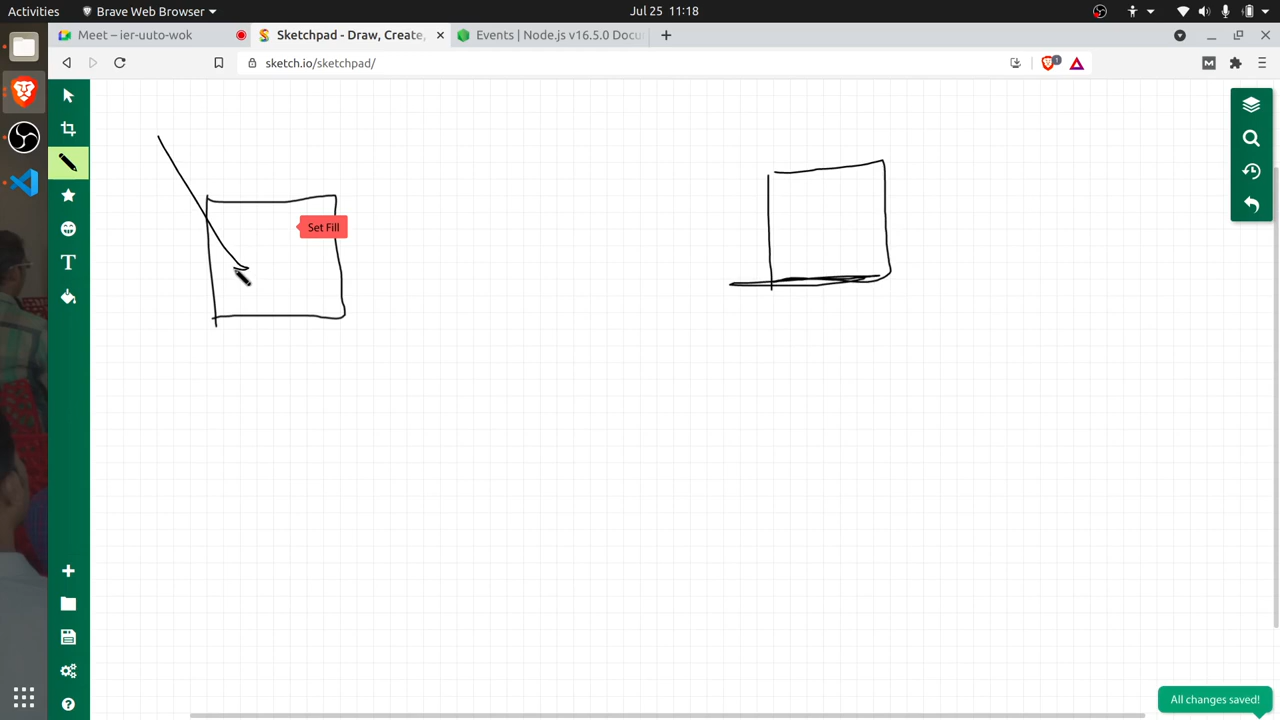 Activities
Brave Web Browser
Jul 25 11:18
Meet – ier-uuto-wok
Sketchpad - Draw, Create,
Events | Node.js v16.5.0 Docu
sketch.io/sketchpad/
1
M
Set Fill
T
All changes saved!